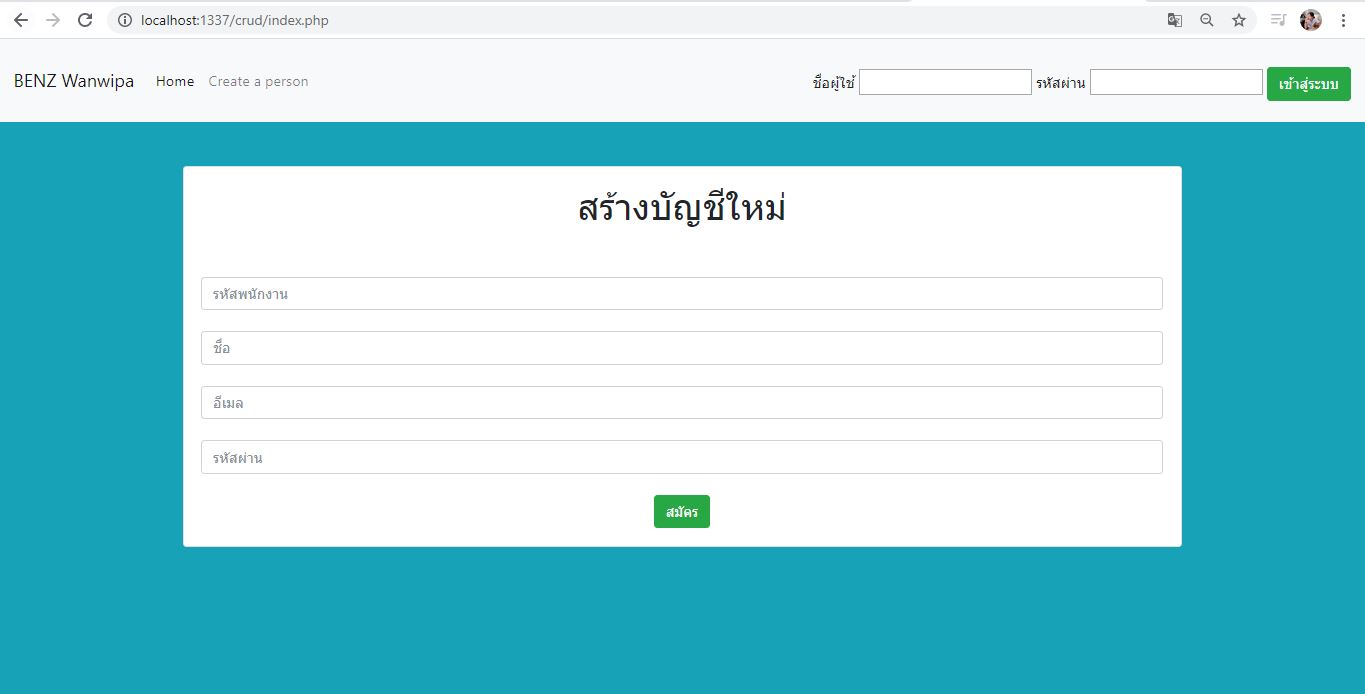 localhost:1337/crud/index.php
BENZ Wanwipa Home Create a person ชื่อผู้ใช้ รหัสผ่าน เข้าสู่ระบบ
สร้างบัญชีใหม่
รหัสพนักงาน
ชื่อ
อีเมล
รหัสผ่าน
สมัคร